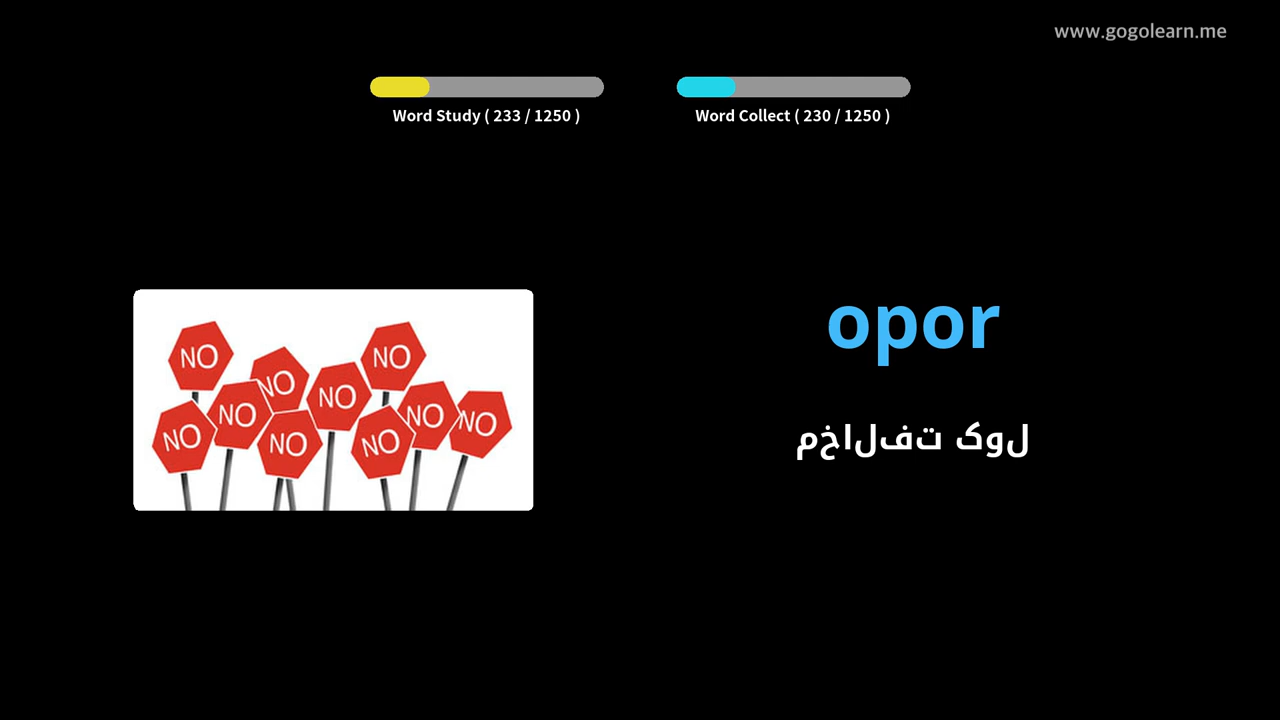 www.gogolearn.me
Word Study ( 233 / 1250 )
Word Collect ( 230 / 1250 )
NO
NO
NO
NO
NO
NO
NO
NO
NO
NO
opor
مخالفت کول